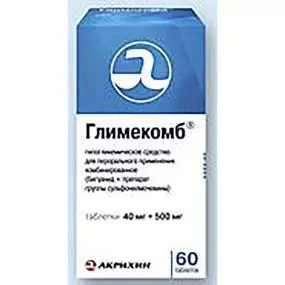 Глимекомб®
гипогликемическое средство
для перорального применения
комбинированное
(бигуанид + препарат
группы сульфонилмочевины)
таблетки 40 мг + 500 мг
АКРИХИН
60
таблеток